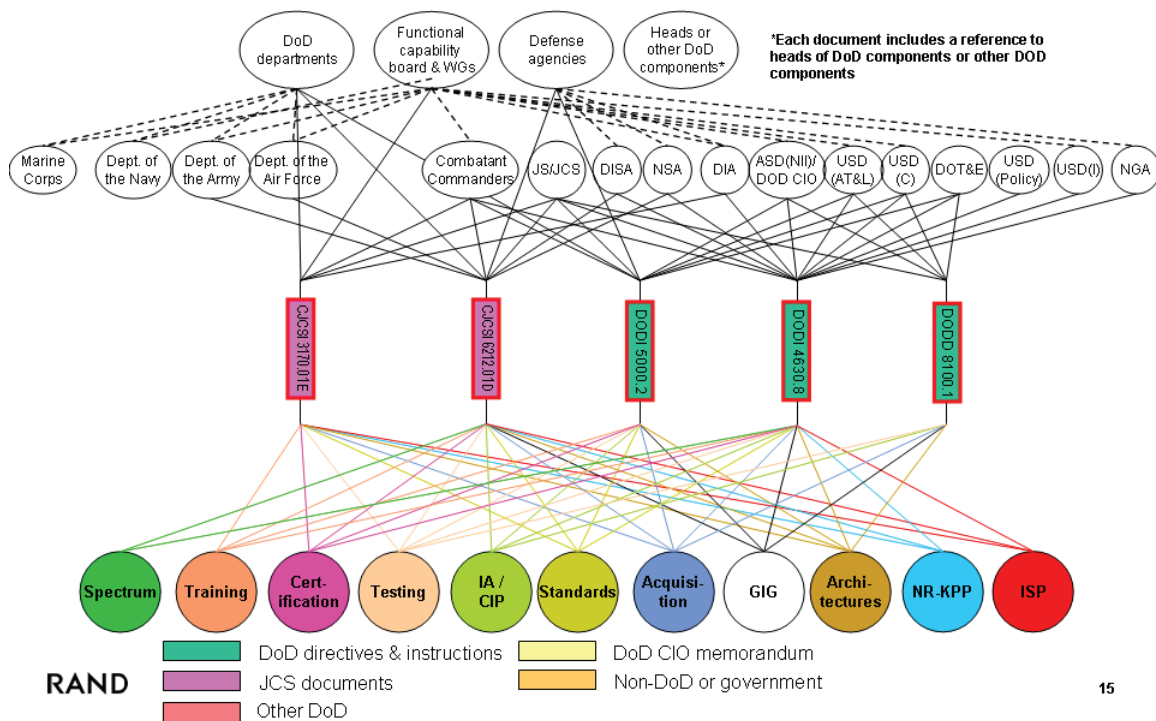 DoD
departments
Functional
capability
board & WGs
Defense
agencies
Heads or
other DoD
components*
*Each document includes a reference to
heads of DoD components or other DOD
components
Marine
Corps
Dept. of
the Navy
Dept. of
the Army
Dept. of the
Air Force
Combatant
Commanders
JS/JCS
DISA
NSA
DIA
ASD(NII)/
DOD CIO
USD
(AT&L)
USD
(C)
DOT&E
USD
(Policy)
USD(I)
NGA
CJCSI 3170.01E
CJCSI 6212.01D
DODI 5000.2
DODI 4630.8
DODD 8100.1
Spectrum
Training
Cert-
ification
Testing
IA /
CIP
Standards
Acquisi-
tion
GIG
Archi-
tectures
NR-KPP
ISP
DoD directives & instructions
DoD CIO memorandum
JCS documents
Non-DoD or government
Other DoD
RAND
15